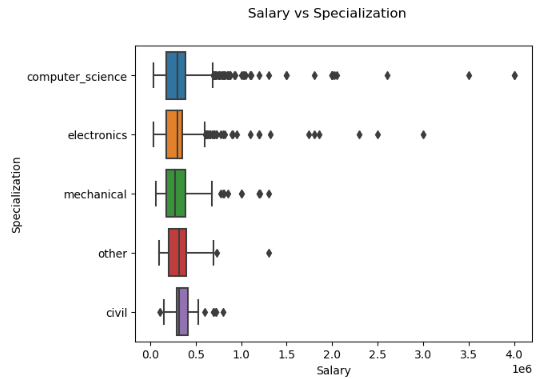 Salary vs Specialization
Specialization
computer_science
electronics
mechanical
other
civil
0.0 0.5 1.0 1.5 2.0 2.5 3.0 3.5 4.0
1e6
Salary